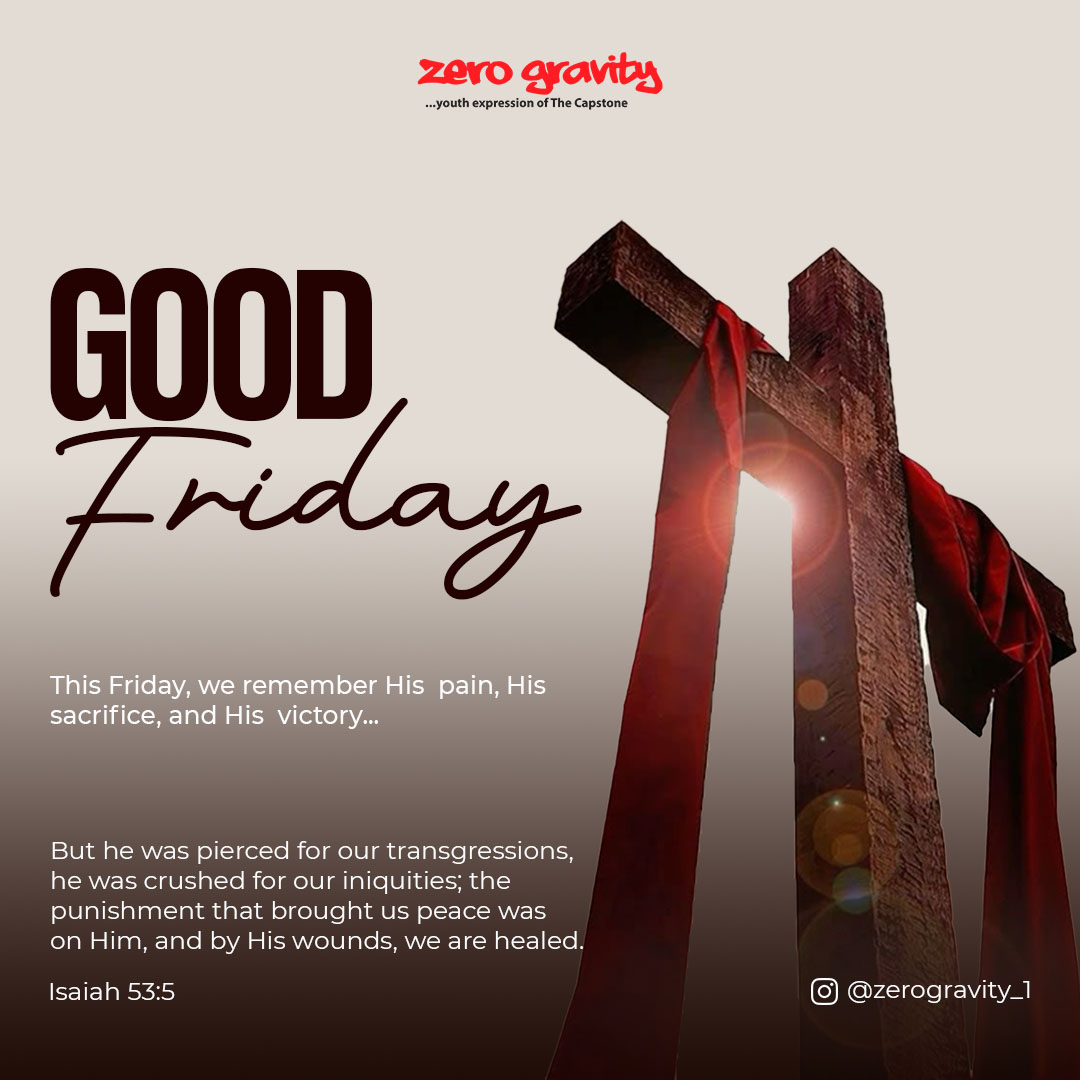 zero gravity
...youth expression of The Capstone
GOOD
Friday
This Friday, we remember His  pain, His
sacrifice, and His  victory...
But he was pierced for our transgressions,
he was crushed for our iniquities; the
punishment that brought us peace was
on Him, and by His wounds, we are healed.
Isaiah 53:5
@zerogravity_1